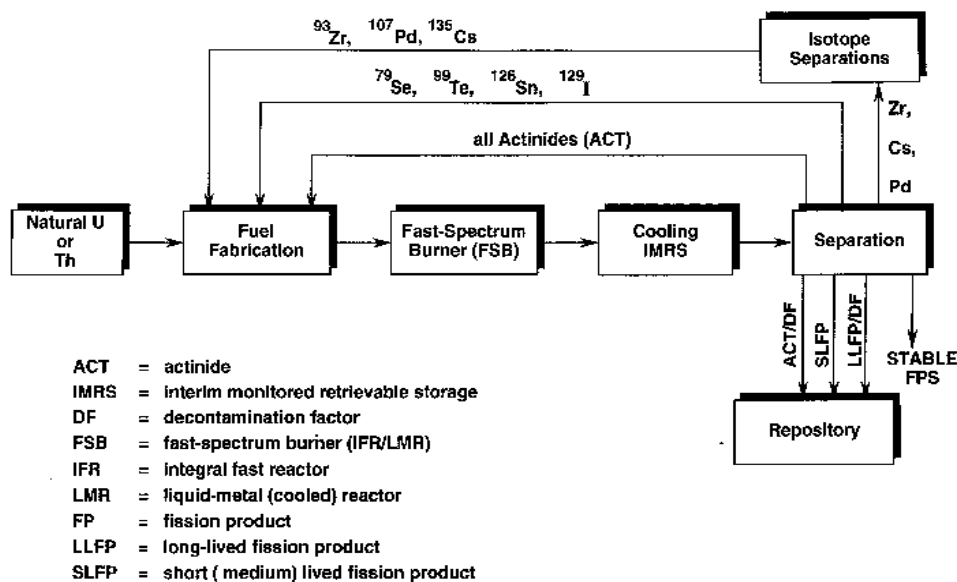 93Zr, 107Pd, 135Cs
Isotope
Separations
79Se, 99Tc, 126Sn, 129I
Zr,
Cs,
Pd
all Actinides (ACT)
Natural U
or
Th
Fuel
Fabrication
Fast-Spectrum
Burner (FSB)
Cooling
IMRS
Separation
ACT/DF
SLFP
LLFP/DF
STABLE
FPS
Repository
ACT = actinide
IMRS = interim monitored retrievable storage
DF = decontamination factor
FSB = fast-spectrum burner (IFR/LMR)
IFR = integral fast reactor
LMR = liquid-metal (cooled) reactor
FP = fission product
LLFP = long-lived fission product
SLFP = short ( medium) lived fission product